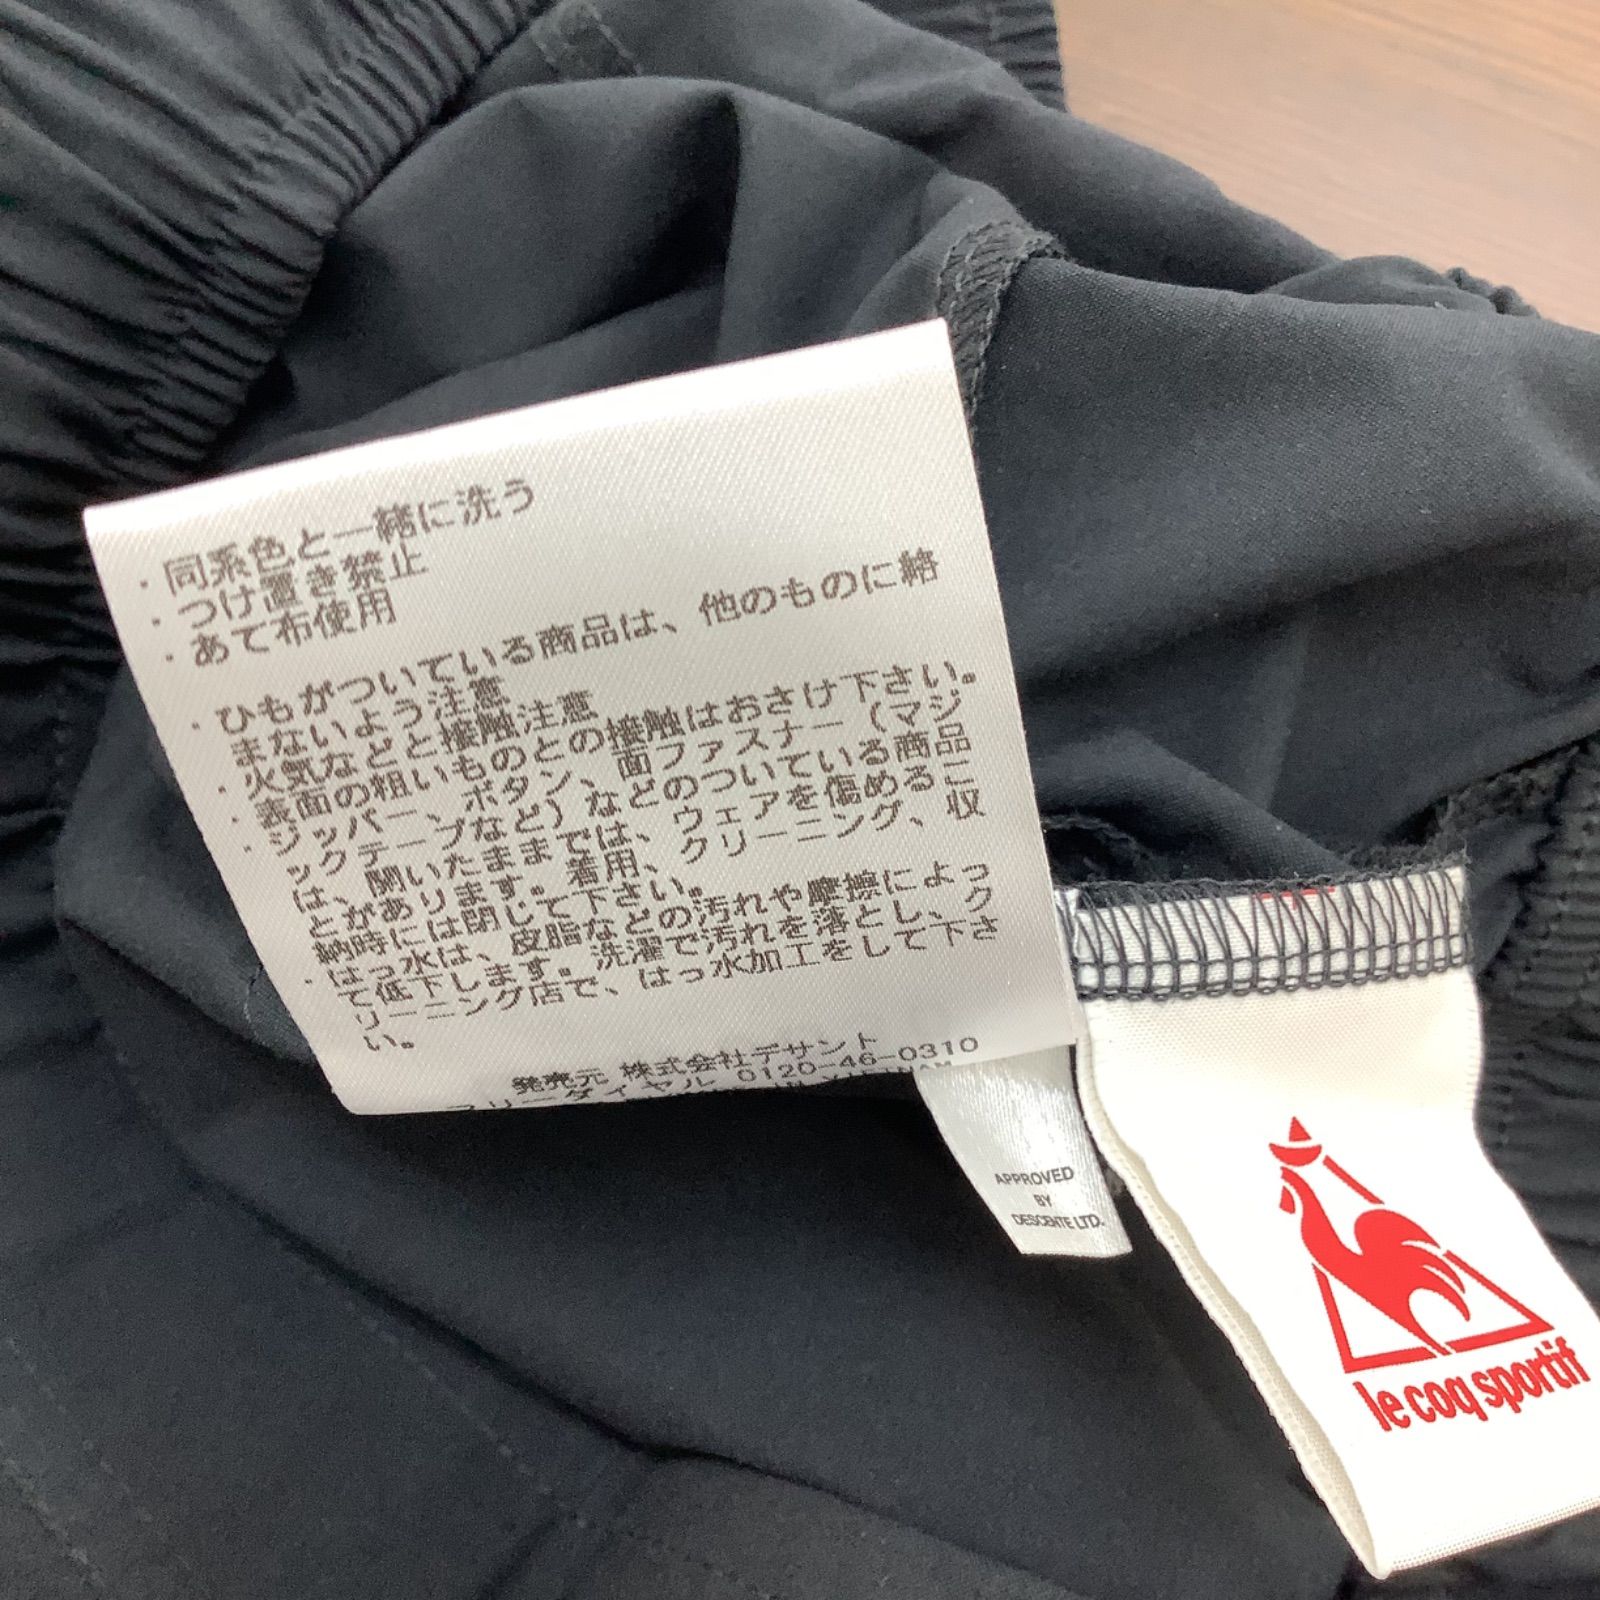 ・同系色と一緒に洗う
・つけ置き禁止
・あて布使用
・ひもがついている商品は、他のものに絡
まないよう注意
・火気などと接触注意
・表面の粗いものとの接触はおさけ下さい。
・ジッパー、ボタン、面ファスナー（マジ
ックテープなど）などのついている商品
は、開いたままでは、ウェアを傷めるこ
とがあります。着用、クリーニング、収
納時には閉じて下さい。
・はっ水は、皮脂などの汚れや摩擦によっ
て低下します。洗濯で汚れを落とし、ク
リーニング店で、はっ水加工をして下さ
い。
発売元 株式会社デサント
フリーダイヤル 0120-46-0310
IN VIETNAM
APPROVED
BY
DESCENTE LTD.
le coq sportif